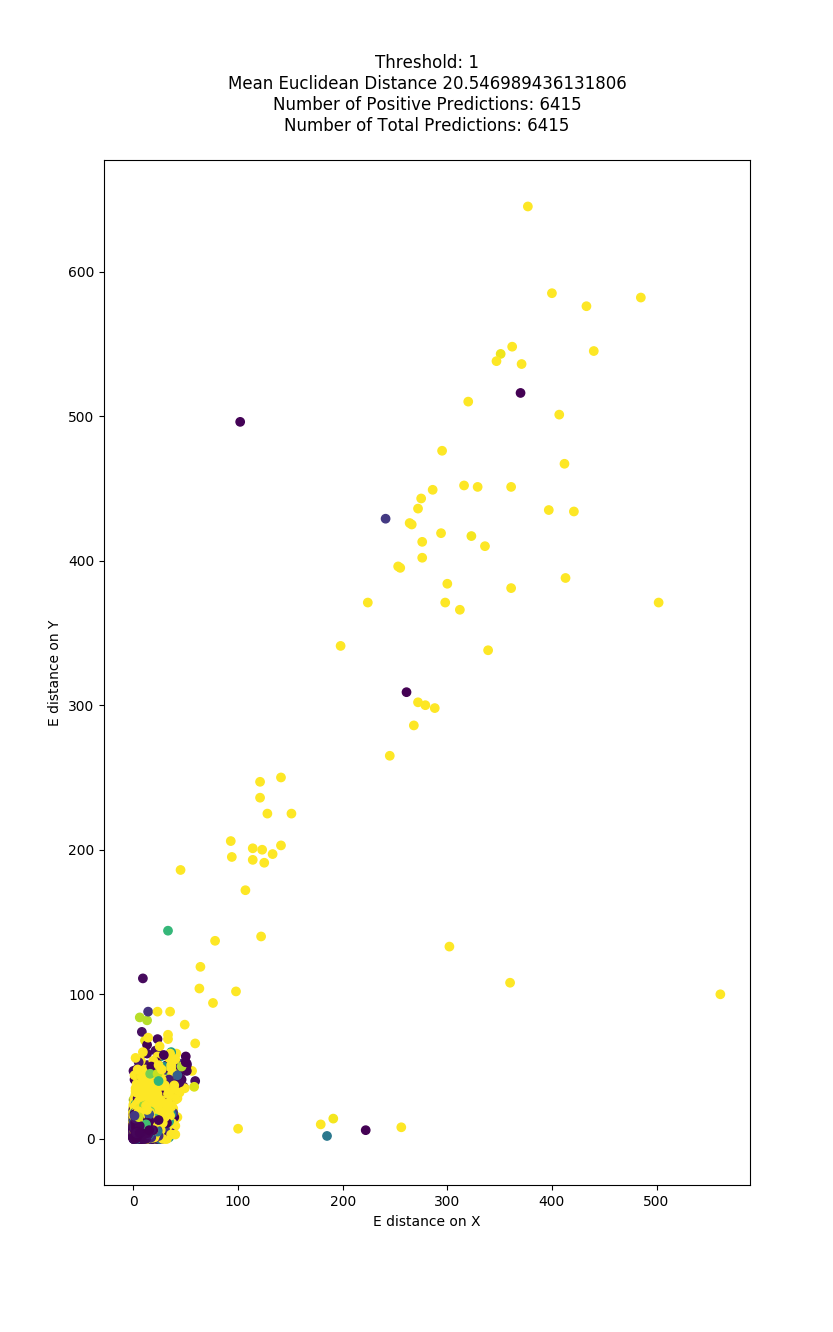 Threshold: 1
Mean Euclidean Distance 20.546989436131806
Number of Positive Predictions: 6415
Number of Total Predictions: 6415
600
500
400
300
200
100
0
E distance on Y
0 100 200 300 400 500
E distance on X